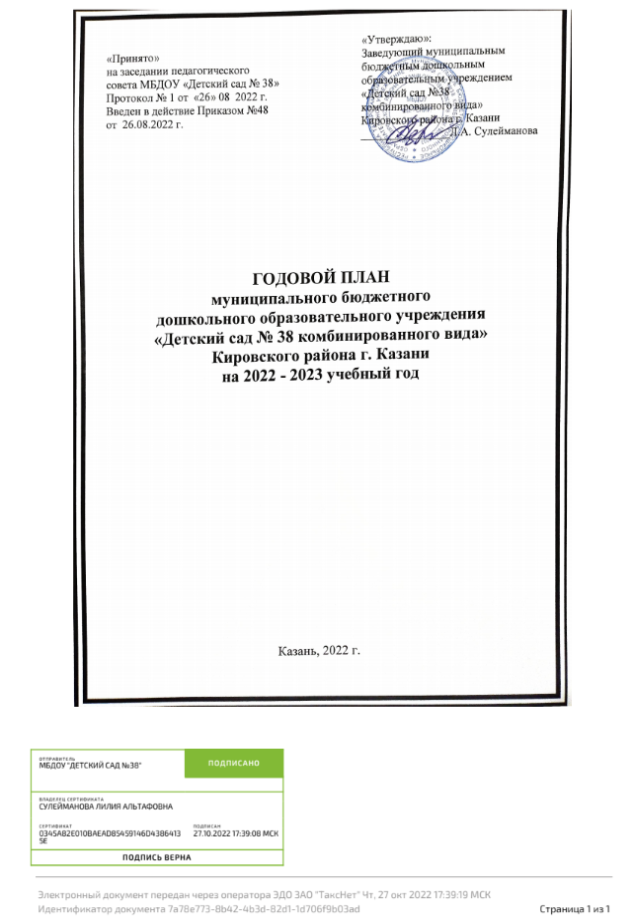 «Принято»
на заседании педагогического
совета МБДОУ «Детский сад № 38»
Протокол № 1 от «26» 08 2022 г.
Введен в действие Приказом №48
от 26.08.2022 г.
«Утверждаю»:
Заведующий муниципальным
бюджетным дошкольным
образовательным учреждением
«Детский сад №38
комбинированного вида»
Кировского района г. Казани
Л.А. Сулейманова
ГОДОВОЙ ПЛАН
муниципального бюджетного
дошкольного образовательного учреждения
«Детский сад № 38 комбинированного вида»
Кировского района г. Казани
на 2022 - 2023 учебный год
Казань, 2022 г.
ОТПРАВИТЕЛЬ
МБДОУ "ДЕТСКИЙ САД №38"
ПОДПИСАНО
ВЛАДЕЛЕЦ СЕРТИФИКАТА
СУЛЕЙМАНОВА ЛИЛИЯ АЛЬТАФОВНА
СЕРТИФИКАТ
0345AB2E010BAEAD85459146D4386413
5E
ПОДПИСАН
27.10.2022 17:39:08 МСК
ПОДПИСЬ ВЕРНА
Электронный документ передан через оператора ЭДО ЗАО "ТаксНет" Чт, 27 окт 2022 17:39:19 МСК
Идентификатор документа 7a78e773-8b42-4b3d-82d1-1d706f9b03ad
Страница 1 из 1